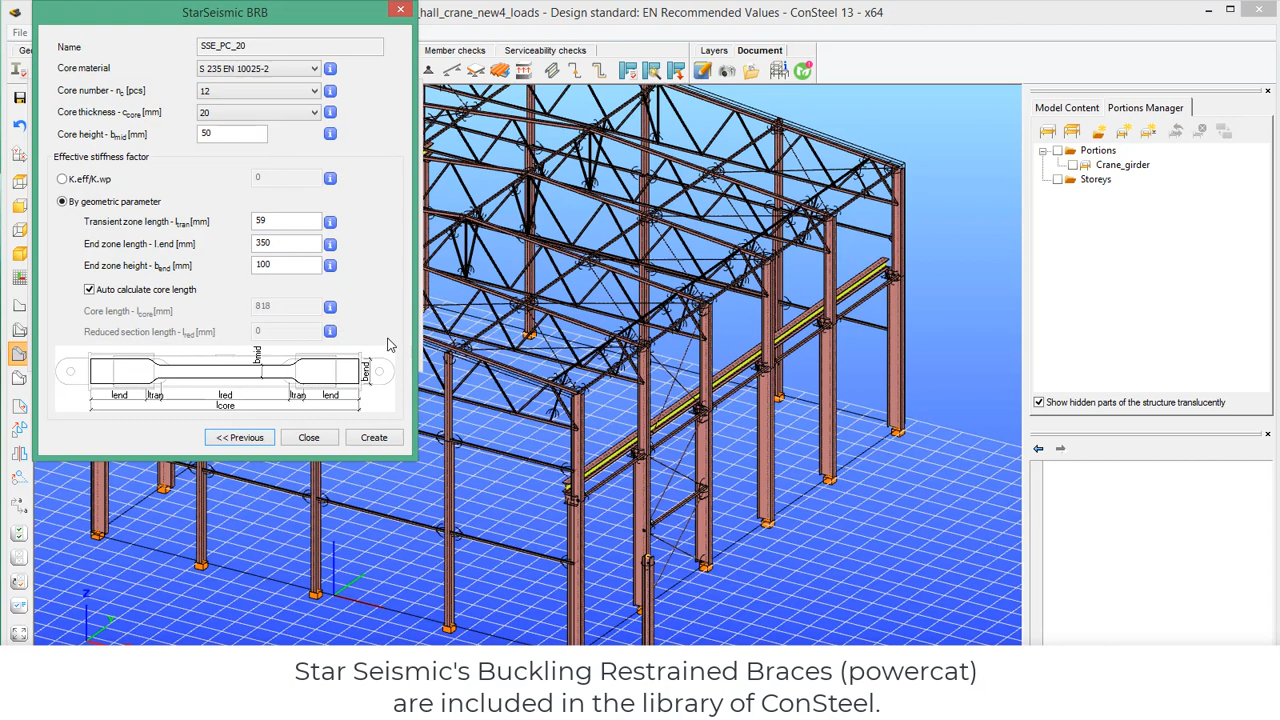 StarSeismic BRB
_hall_crane_new4_loads - Design standard: EN Recommended Values - ConSteel 13 - x64
File
Member checks
Serviceability checks
Layers
Document
Name
SSE_PC_20
Core material
S 235 EN 10025-2
Core number - nc [pcs]
12
Core thickness - ccore[mm]
20
Core height - bmid[mm]
50
Effective stiffness factor
K.eff/K.wp
0
By geometric parameter
Transient zone length - ltran[mm]
59
End zone length - l.end [mm]
350
End zone height - bend [mm]
100
Auto calculate core length
Core length - lcore[mm]
818
Reduced section length - lred[mm]
0
bmid
bend
lend
ltran
lred
ltran
lend
lcore
<< Previous
Close
Create
Model Content
Portions Manager
Portions
Crane_girder
Storeys
Show hidden parts of the structure translucently
Z
Star Seismic's Buckling Restrained Braces (powercat)
are included in the library of ConSteel.